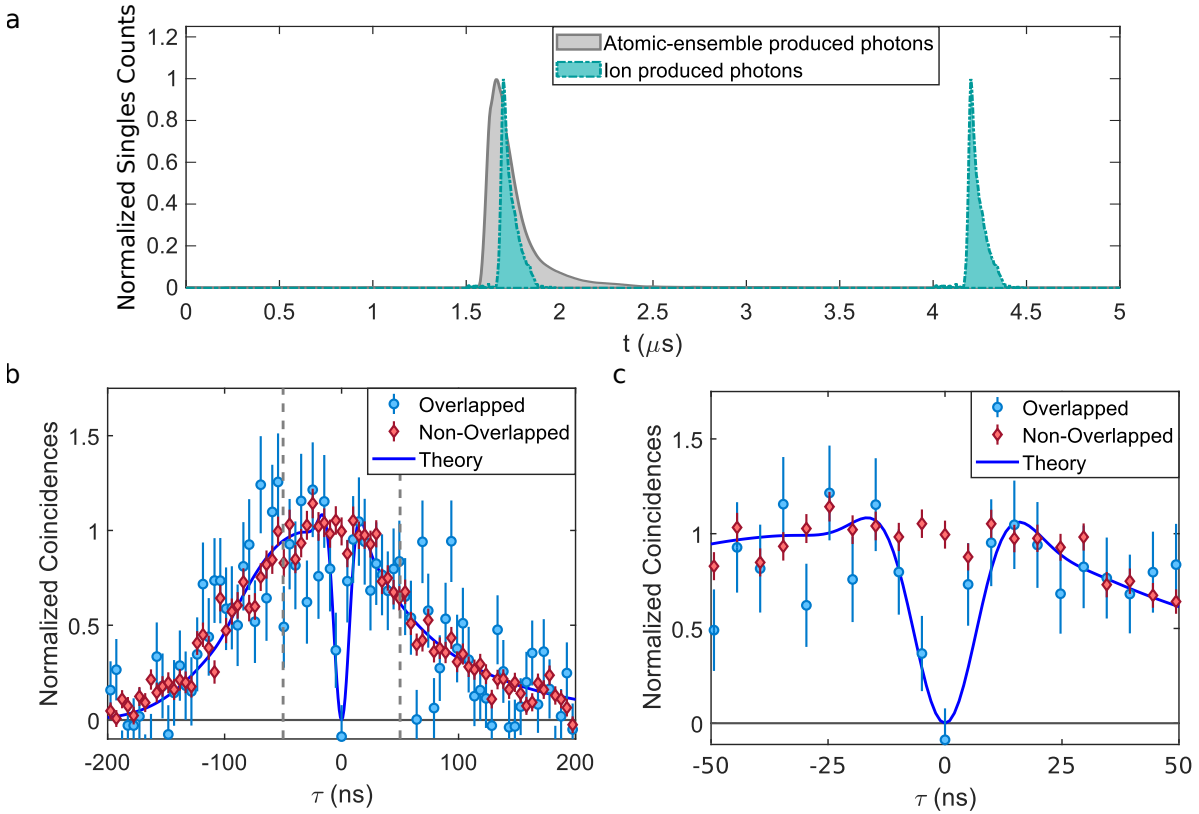 a
Normalized Singles Counts
1.2
1
0.8
0.6
0.4
0.2
0
Atomic-ensemble produced photons
Ion produced photons
0 0.5 1 1.5 2 2.5 3 3.5 4 4.5 5
t (μs)
b
Normalized Coincidences
1.5
1
0.5
0
Overlapped
Non-Overlapped
Theory
-200 -100 0 100 200
τ (ns)
c
Normalized Coincidences
1.5
1
0.5
0
Overlapped
Non-Overlapped
Theory
-50 -25 0 25 50
τ (ns)